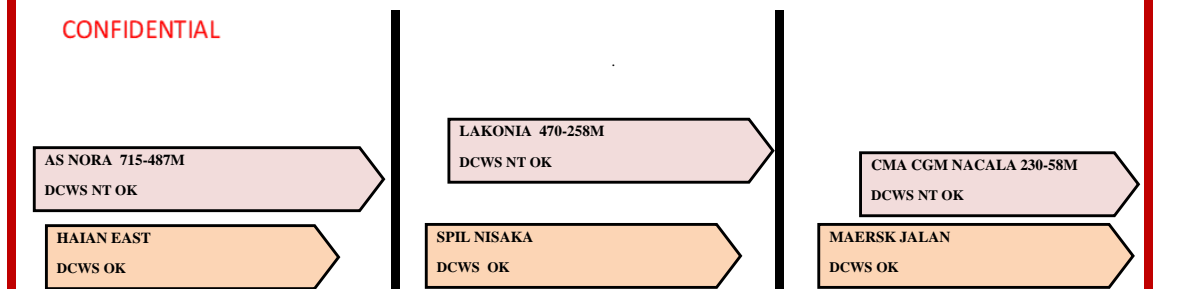 CONFIDENTIAL
.
AS NORA  715-487M
DCWS NT OK
HAIAN EAST
DCWS OK
LAKONIA  470-258M
DCWS NT OK
SPIL NISAKA
DCWS  OK
CMA CGM NACALA 230-58M
DCWS NT OK
MAERSK JALAN
DCWS OK